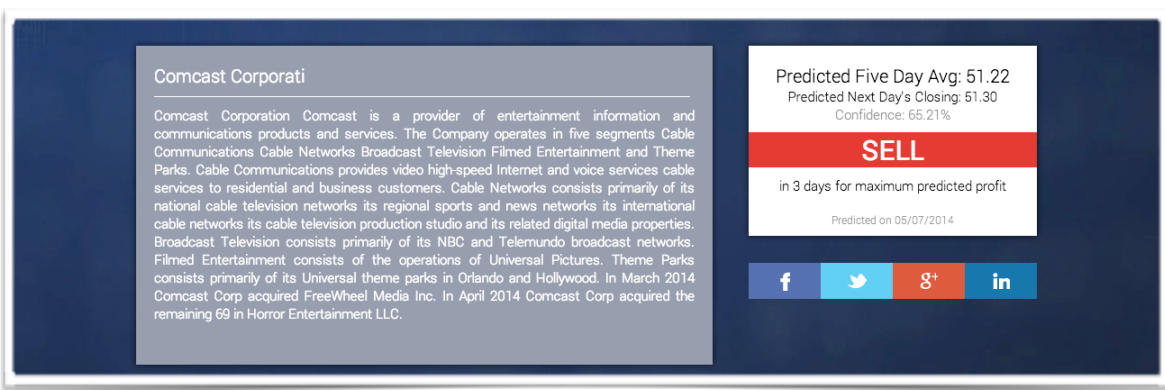 Comcast Corporati
Comcast Corporation Comcast is a provider of entertainment information and
communications products and services. The Company operates in five segments Cable
Communications Cable Networks Broadcast Television Filmed Entertainment and Theme
Parks. Cable Communications provides video high-speed Internet and voice services cable
services to residential and business customers. Cable Networks consists primarily of its
national cable television networks its regional sports and news networks its international
cable networks its cable television production studio and its related digital media properties.
Broadcast Television consists primarily of its NBC and Telemundo broadcast networks.
Filmed Entertainment consists of the operations of Universal Pictures. Theme Parks
consists primarily of its Universal theme parks in Orlando and Hollywood. In March 2014
Comcast Corp acquired FreeWheel Media Inc. In April 2014 Comcast Corp acquired the
remaining 69 in Horror Entertainment LLC.
Predicted Five Day Avg: 51.22
Predicted Next Day's Closing: 51.30
Confidence: 65.21%
SELL
in 3 days for maximum predicted profit
Predicted on 05/07/2014
f
g+
in